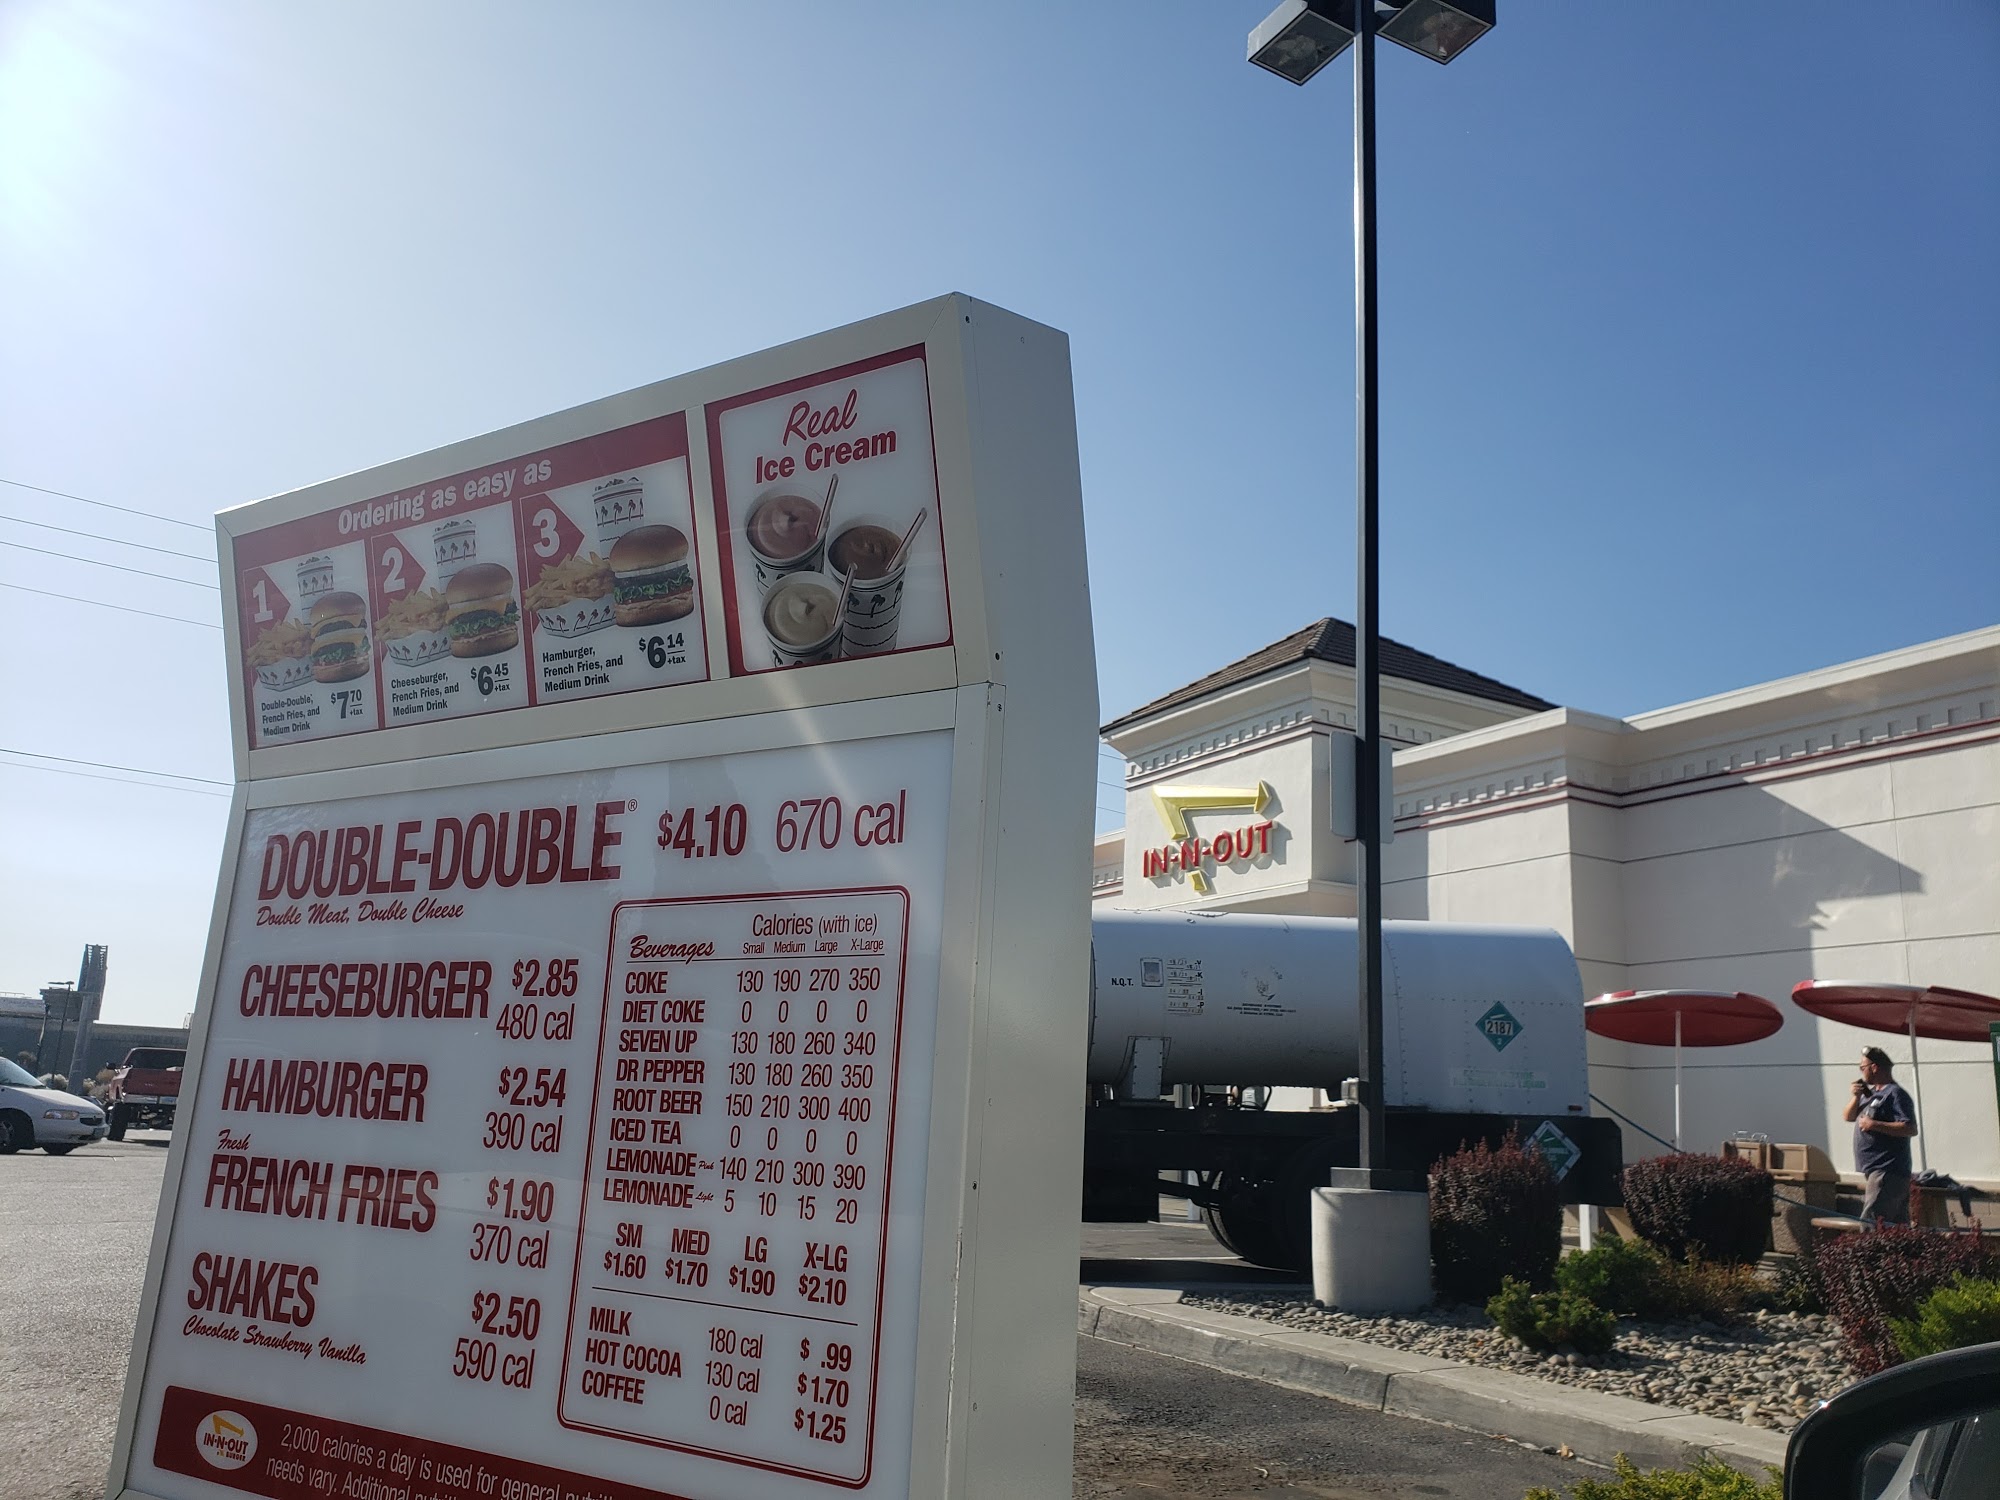 Ordering as easy as
1
Double-Double,
French Fries, and
Medium Drink
$7 70
+tax
2
Cheeseburger,
French Fries, and
Medium Drink
$6 45
+tax
3
Hamburger,
French Fries, and
Medium Drink
$6 14
+tax
Real
Ice Cream
DOUBLE-DOUBLE® $4.10 670 cal
Double Meat, Double Cheese
CHEESEBURGER $2.85
480 cal
HAMBURGER $2.54
390 cal
Fresh
FRENCH FRIES $1.90
370 cal
SHAKES $2.50
Chocolate Strawberry Vanilla 590 cal
Calories (with ice)
Beverages Small Medium Large X-Large
COKE 130 190 270 350
DIET COKE 0 0 0 0
SEVEN UP 130 180 260 340
DR PEPPER 130 180 260 350
ROOT BEER 150 210 300 400
ICED TEA 0 0 0 0
LEMONADE Pink 140 210 300 390
LEMONADE Light 5 10 15 20
SM MED LG X-LG
$1.60 $1.70 $1.90 $2.10
MILK 180 cal $ .99
HOT COCOA 130 cal $1.70
COFFEE 0 cal $1.25
IN-N-OUT
BURGER
2,000 calories a day is used for general
needs vary. Additional
IN-N-OUT
N.Q.T.
2187
2